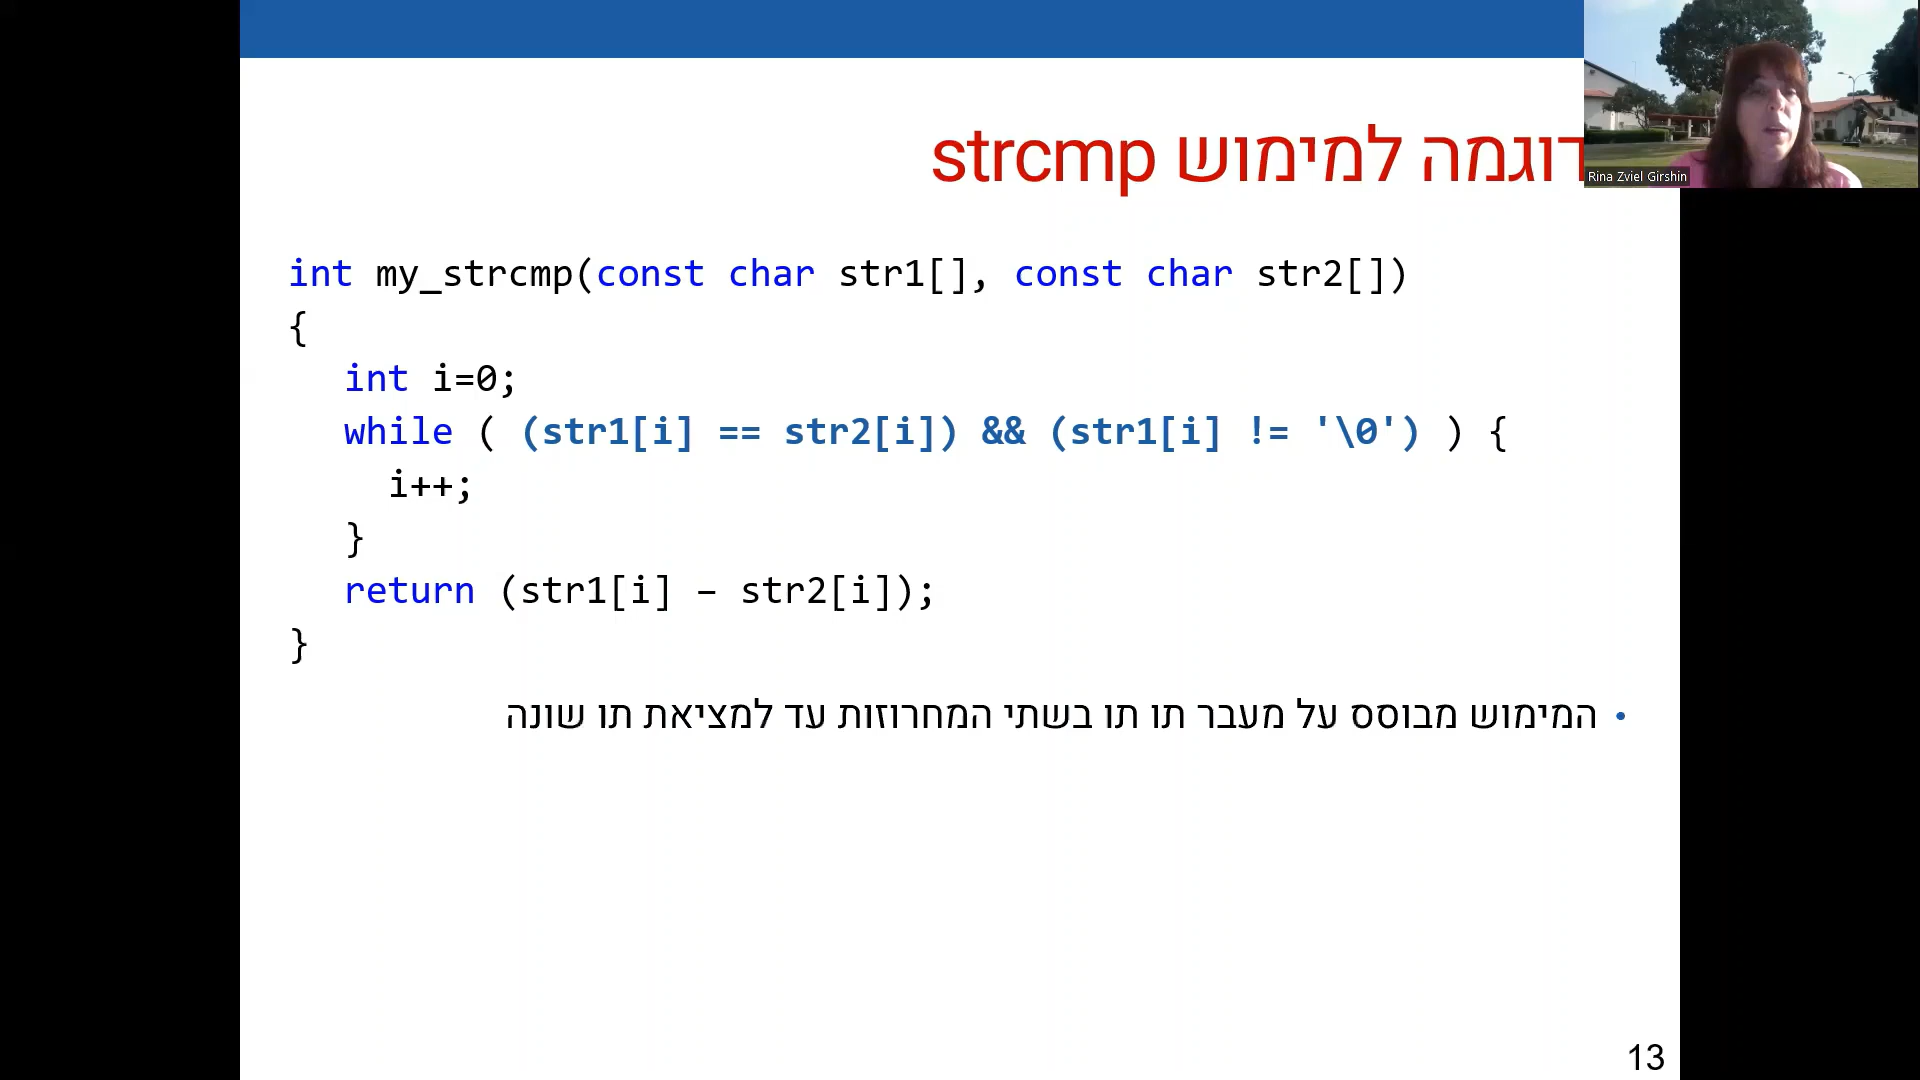 דוגמה למימוש strcmp
Rina Zviel Girshin
int my_strcmp(const char str1[], const char str2[])
{
int i=0;
while ( (str1[i] == str2[i]) && (str1[i] != '\0') ) {
i++;
}
return (str1[i] – str2[i]);
}
• המימוש מבוסס על מעבר תו תו בשתי המחרוזות עד למציאת תו שונה
13